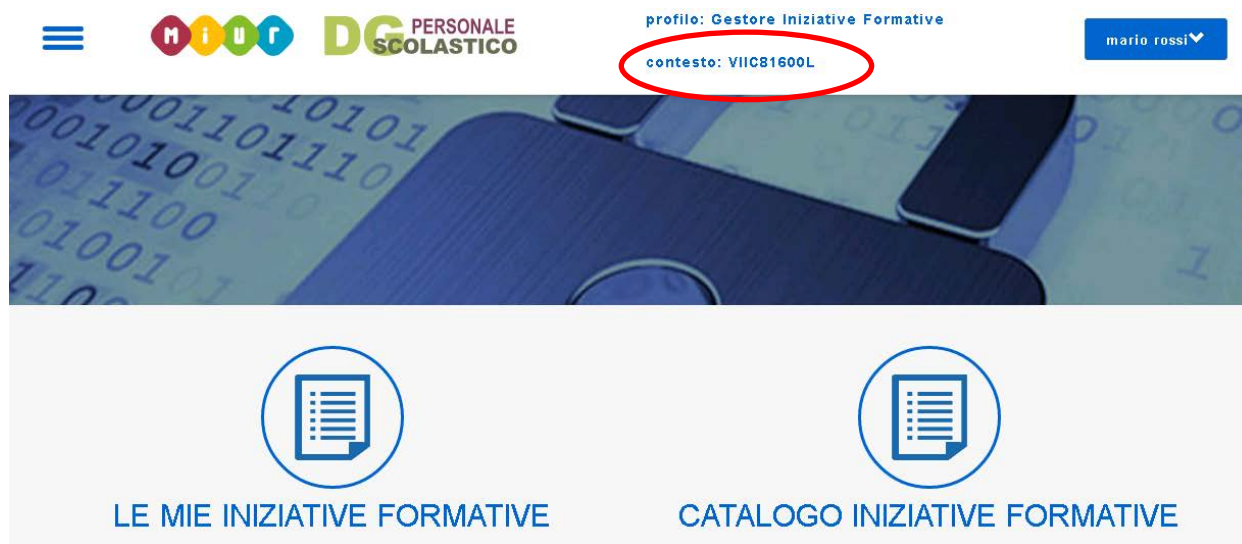 miur
DG PERSONALE
SCOLASTICO
profilo: Gestore Iniziative Formative
contesto: VIIC81600L
mario rossi
LE MIE INIZIATIVE FORMATIVE
CATALOGO INIZIATIVE FORMATIVE